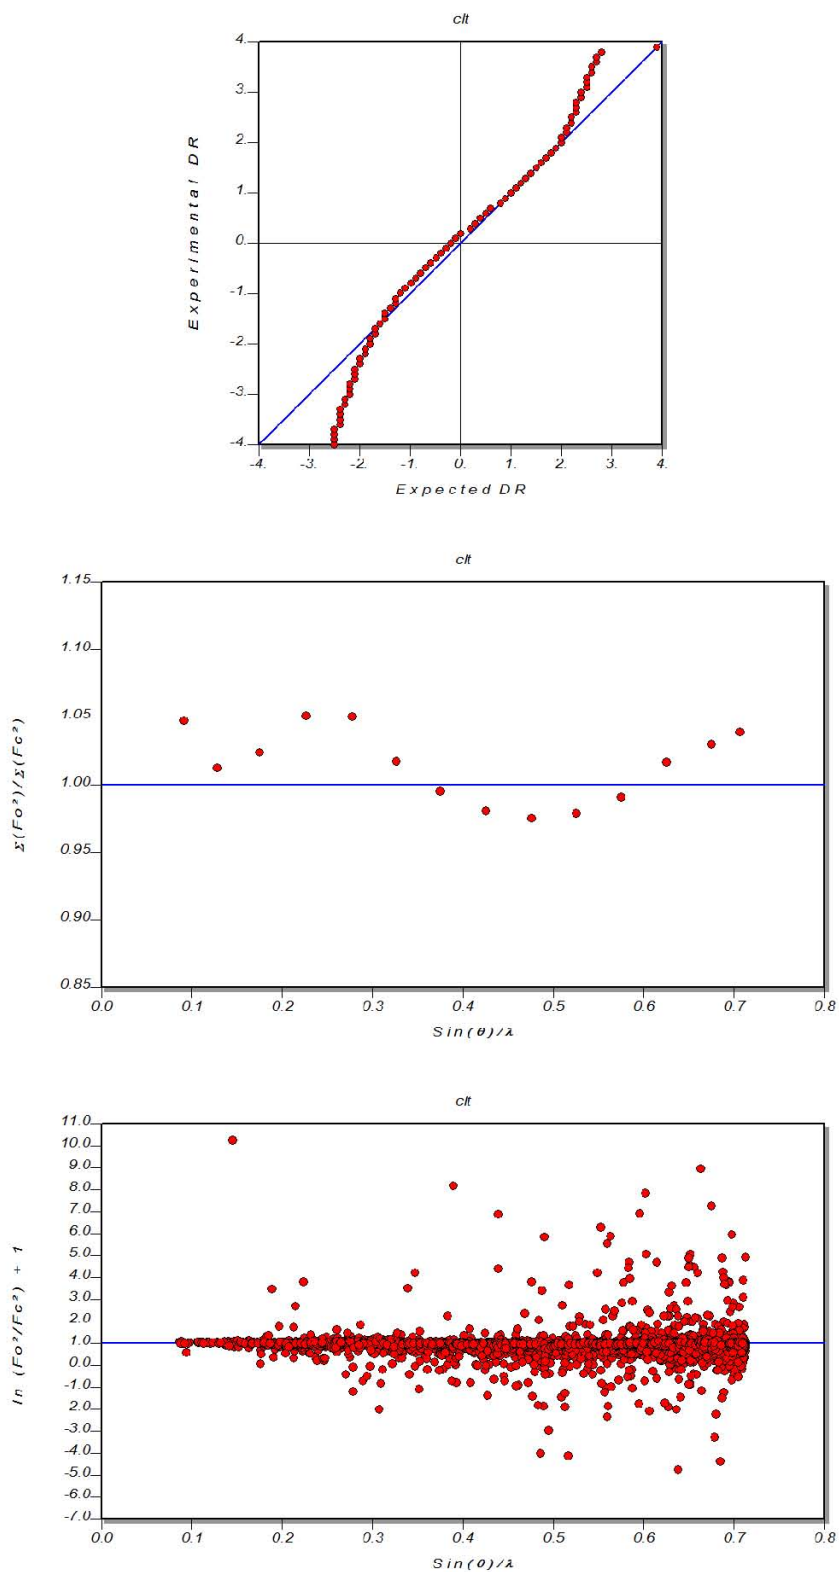 clt
4.
3.
2.
1.
0.
-1.
-2.
-3.
-4.
Experimental DR
-4. -3. -2. -1. 0. 1. 2. 3. 4.
Expected DR
clt
1.15
1.10
1.05
1.00
0.95
0.90
0.85
Σ(Fo²)/Σ(Fc²)
0.0 0.1 0.2 0.3 0.4 0.5 0.6 0.7 0.8
Sin(θ)/λ
clt
11.0
10.0
9.0
8.0
7.0
6.0
5.0
4.0
3.0
2.0
1.0
0.0
-1.0
-2.0
-3.0
-4.0
-5.0
-6.0
-7.0
ln (Fo²/Fc²) + 1
0.0 0.1 0.2 0.3 0.4 0.5 0.6 0.7 0.8
Sin(θ)/λ